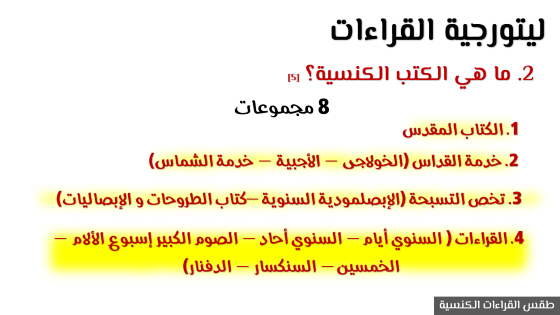 ليتورجية القراءات
2. ما هي الكتب الكنسية؟ [5]
8 مجموعات
1. الكتاب المقدس
2. خدمة القداس (الخولاجى – الأجبية – خدمة الشماس)
3. تخص التسبحة (الإبصلمودية السنوية –كتاب الطروحات و الإبصاليات)
4. القراءات ( السنوي أيام – السنوي أحاد – الصوم الكبير إسبوع الألام –
الخمسين – السنكسار – الدفنار)
طقس القراءات الكنسية